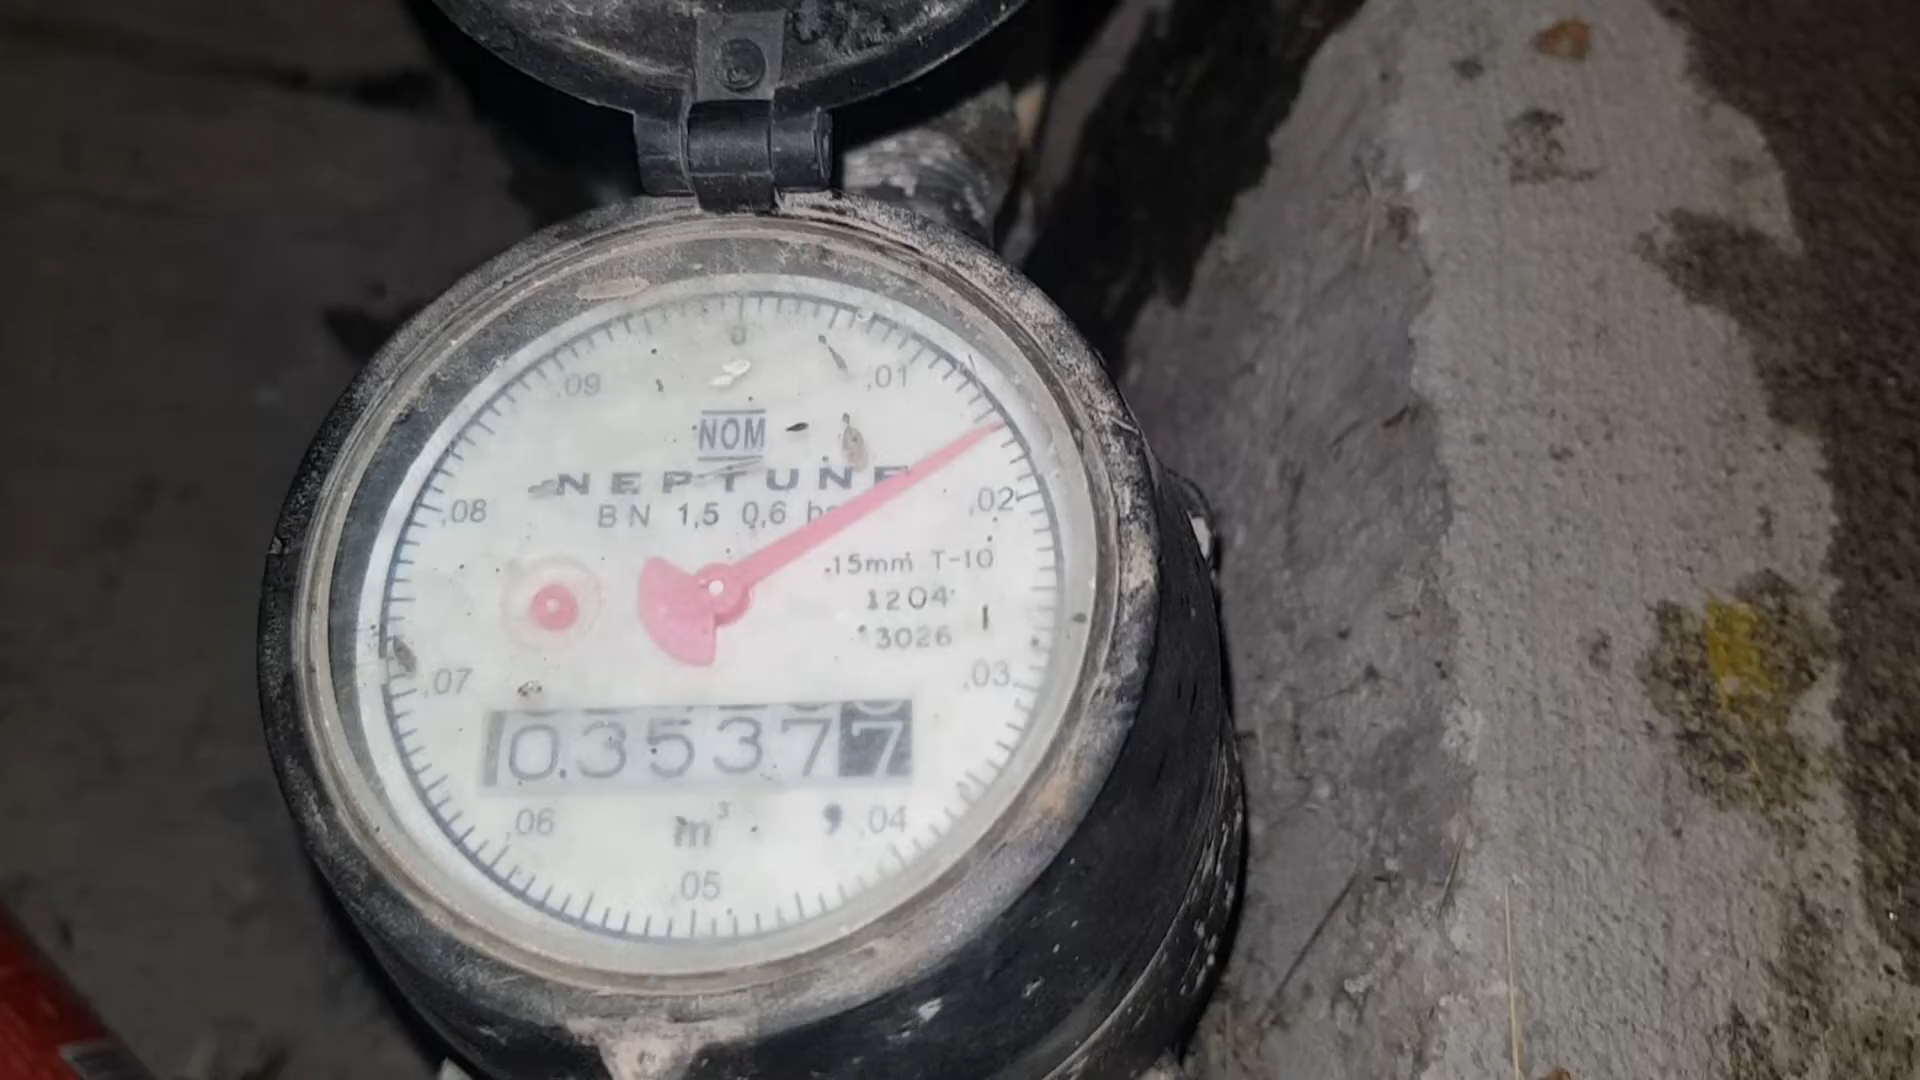 0
,09 ,01
NOM
NEPTUNE
BN 1,5 0,6
,08 ,02
15mm T-10
1204
3026
,07 ,03
035377
,06 m³ , ,04
,05